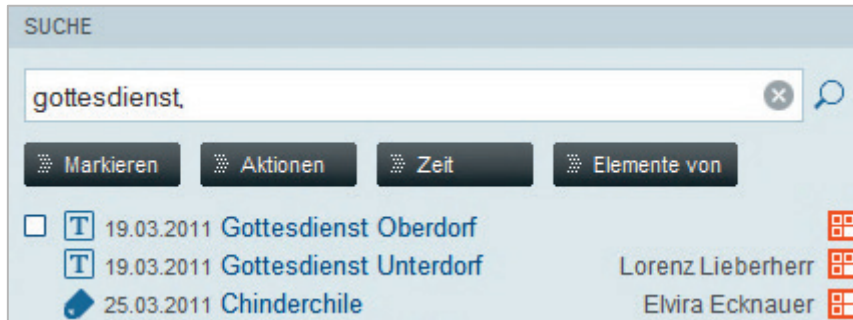 SUCHE
gottesdienst,
Markieren Aktionen Zeit Elemente von
T 19.03.2011 Gottesdienst Oberdorf
T 19.03.2011 Gottesdienst Unterdorf Lorenz Lieberherr
25.03.2011 Chinderchile Elvira Ecknauer